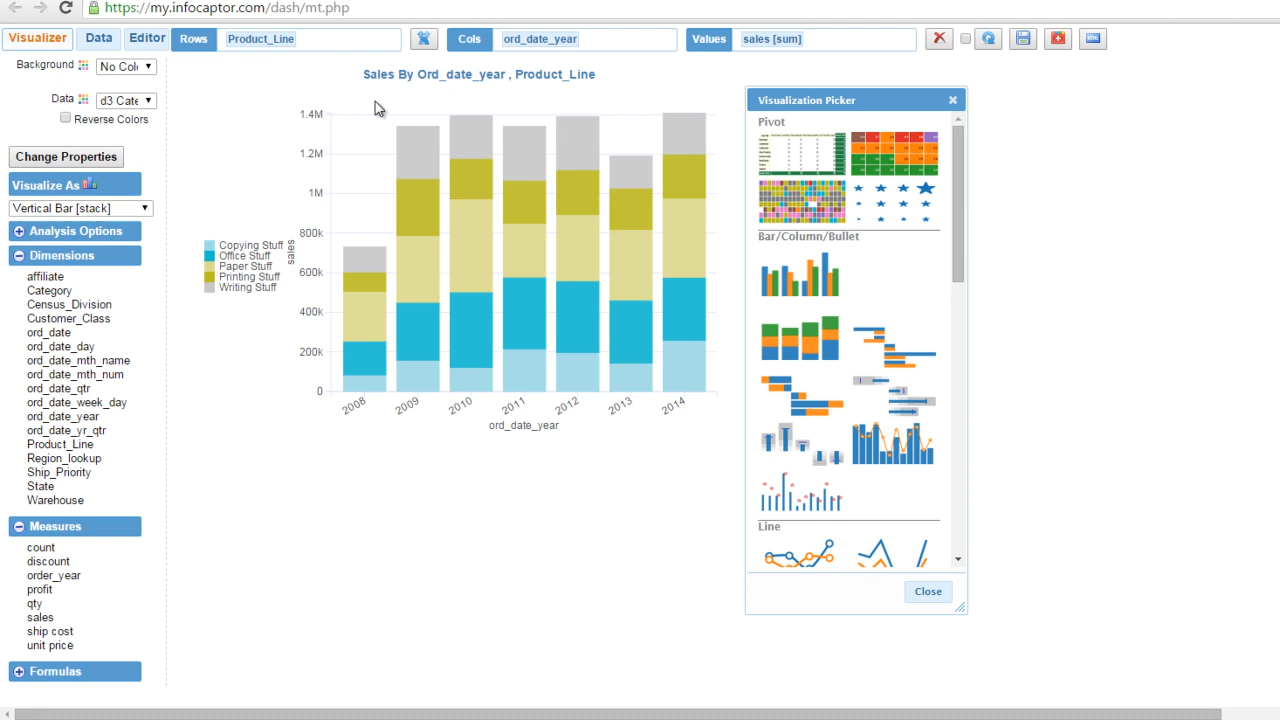 https://my.infocaptor.com/dash/mt.php
Visualizer Data Editor Rows Product_Line Cols ord_date_year Values sales [sum]
Background No Col
Data d3 Cate
Reverse Colors
Change Properties
Visualize As
Vertical Bar [stack]
Analysis Options
Dimensions
affiliate
Category
Census_Division
Customer_Class
ord_date
ord_date_day
ord_date_mth_name
ord_date_mth_num
ord_date_qtr
ord_date_week_day
ord_date_year
ord_date_yr_qtr
Product_Line
Region_lookup
Ship_Priority
State
Warehouse
Measures
count
discount
order_year
profit
qty
sales
ship cost
unit price
Formulas
Sales By Ord_date_year , Product_Line
Copying Stuff
Office Stuff
Paper Stuff
Printing Stuff
Writing Stuff
sales
1.4M
1.2M
1M
800k
600k
400k
200k
0
2008 2009 2010 2011 2012 2013 2014
ord_date_year
Visualization Picker
Pivot
Bar/Column/Bullet
Line
Close